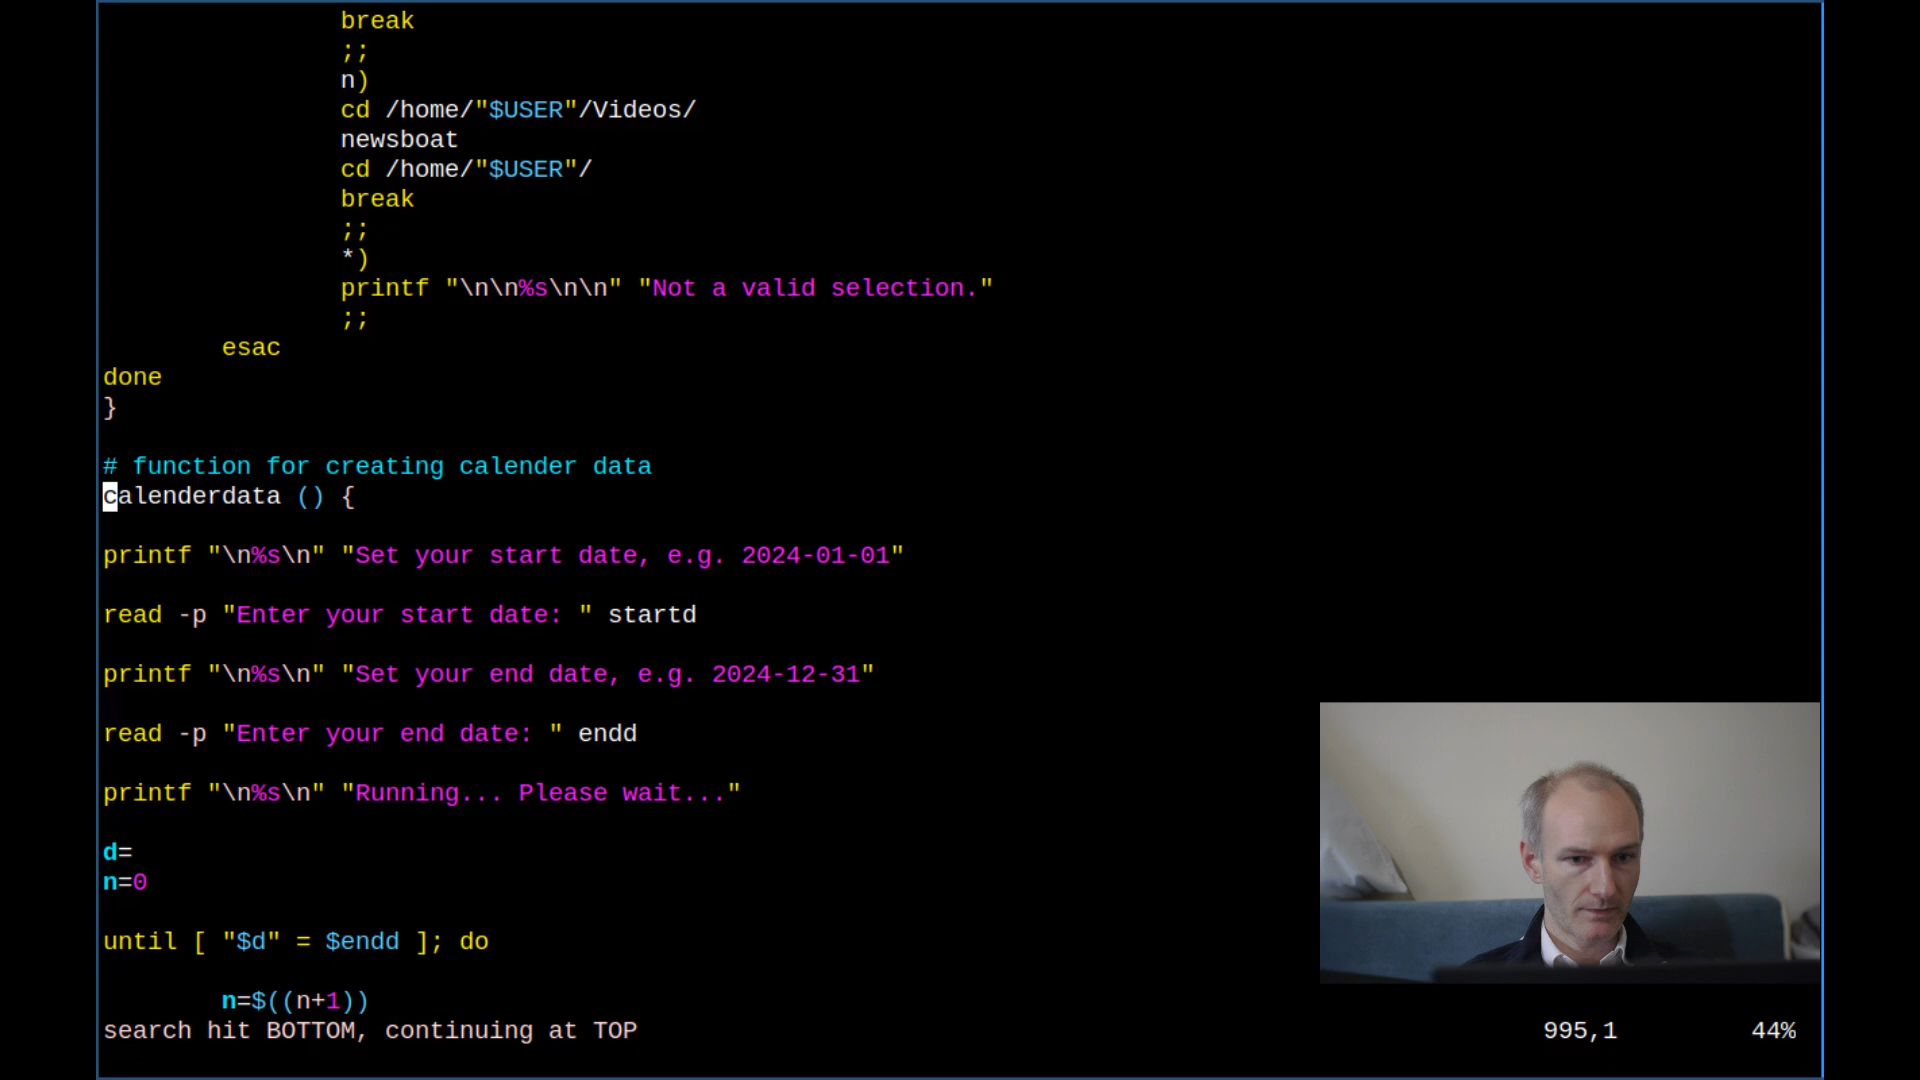 break
;;
n)
cd /home/"$USER"/Videos/
newsboat
cd /home/"$USER"/
break
;;
*)
printf "\n\n%s\n\n" "Not a valid selection."
;;
esac
done
}
# function for creating calender data
calenderdata () {
printf "\n%s\n" "Set your start date, e.g. 2024-01-01"
read -p "Enter your start date: " startd
printf "\n%s\n" "Set your end date, e.g. 2024-12-31"
read -p "Enter your end date: " endd
printf "\n%s\n" "Running... Please wait..."
d=
n=0
until [ "$d" = $endd ]; do
n=$((n+1))
search hit BOTTOM, continuing at TOP 995,1 44%